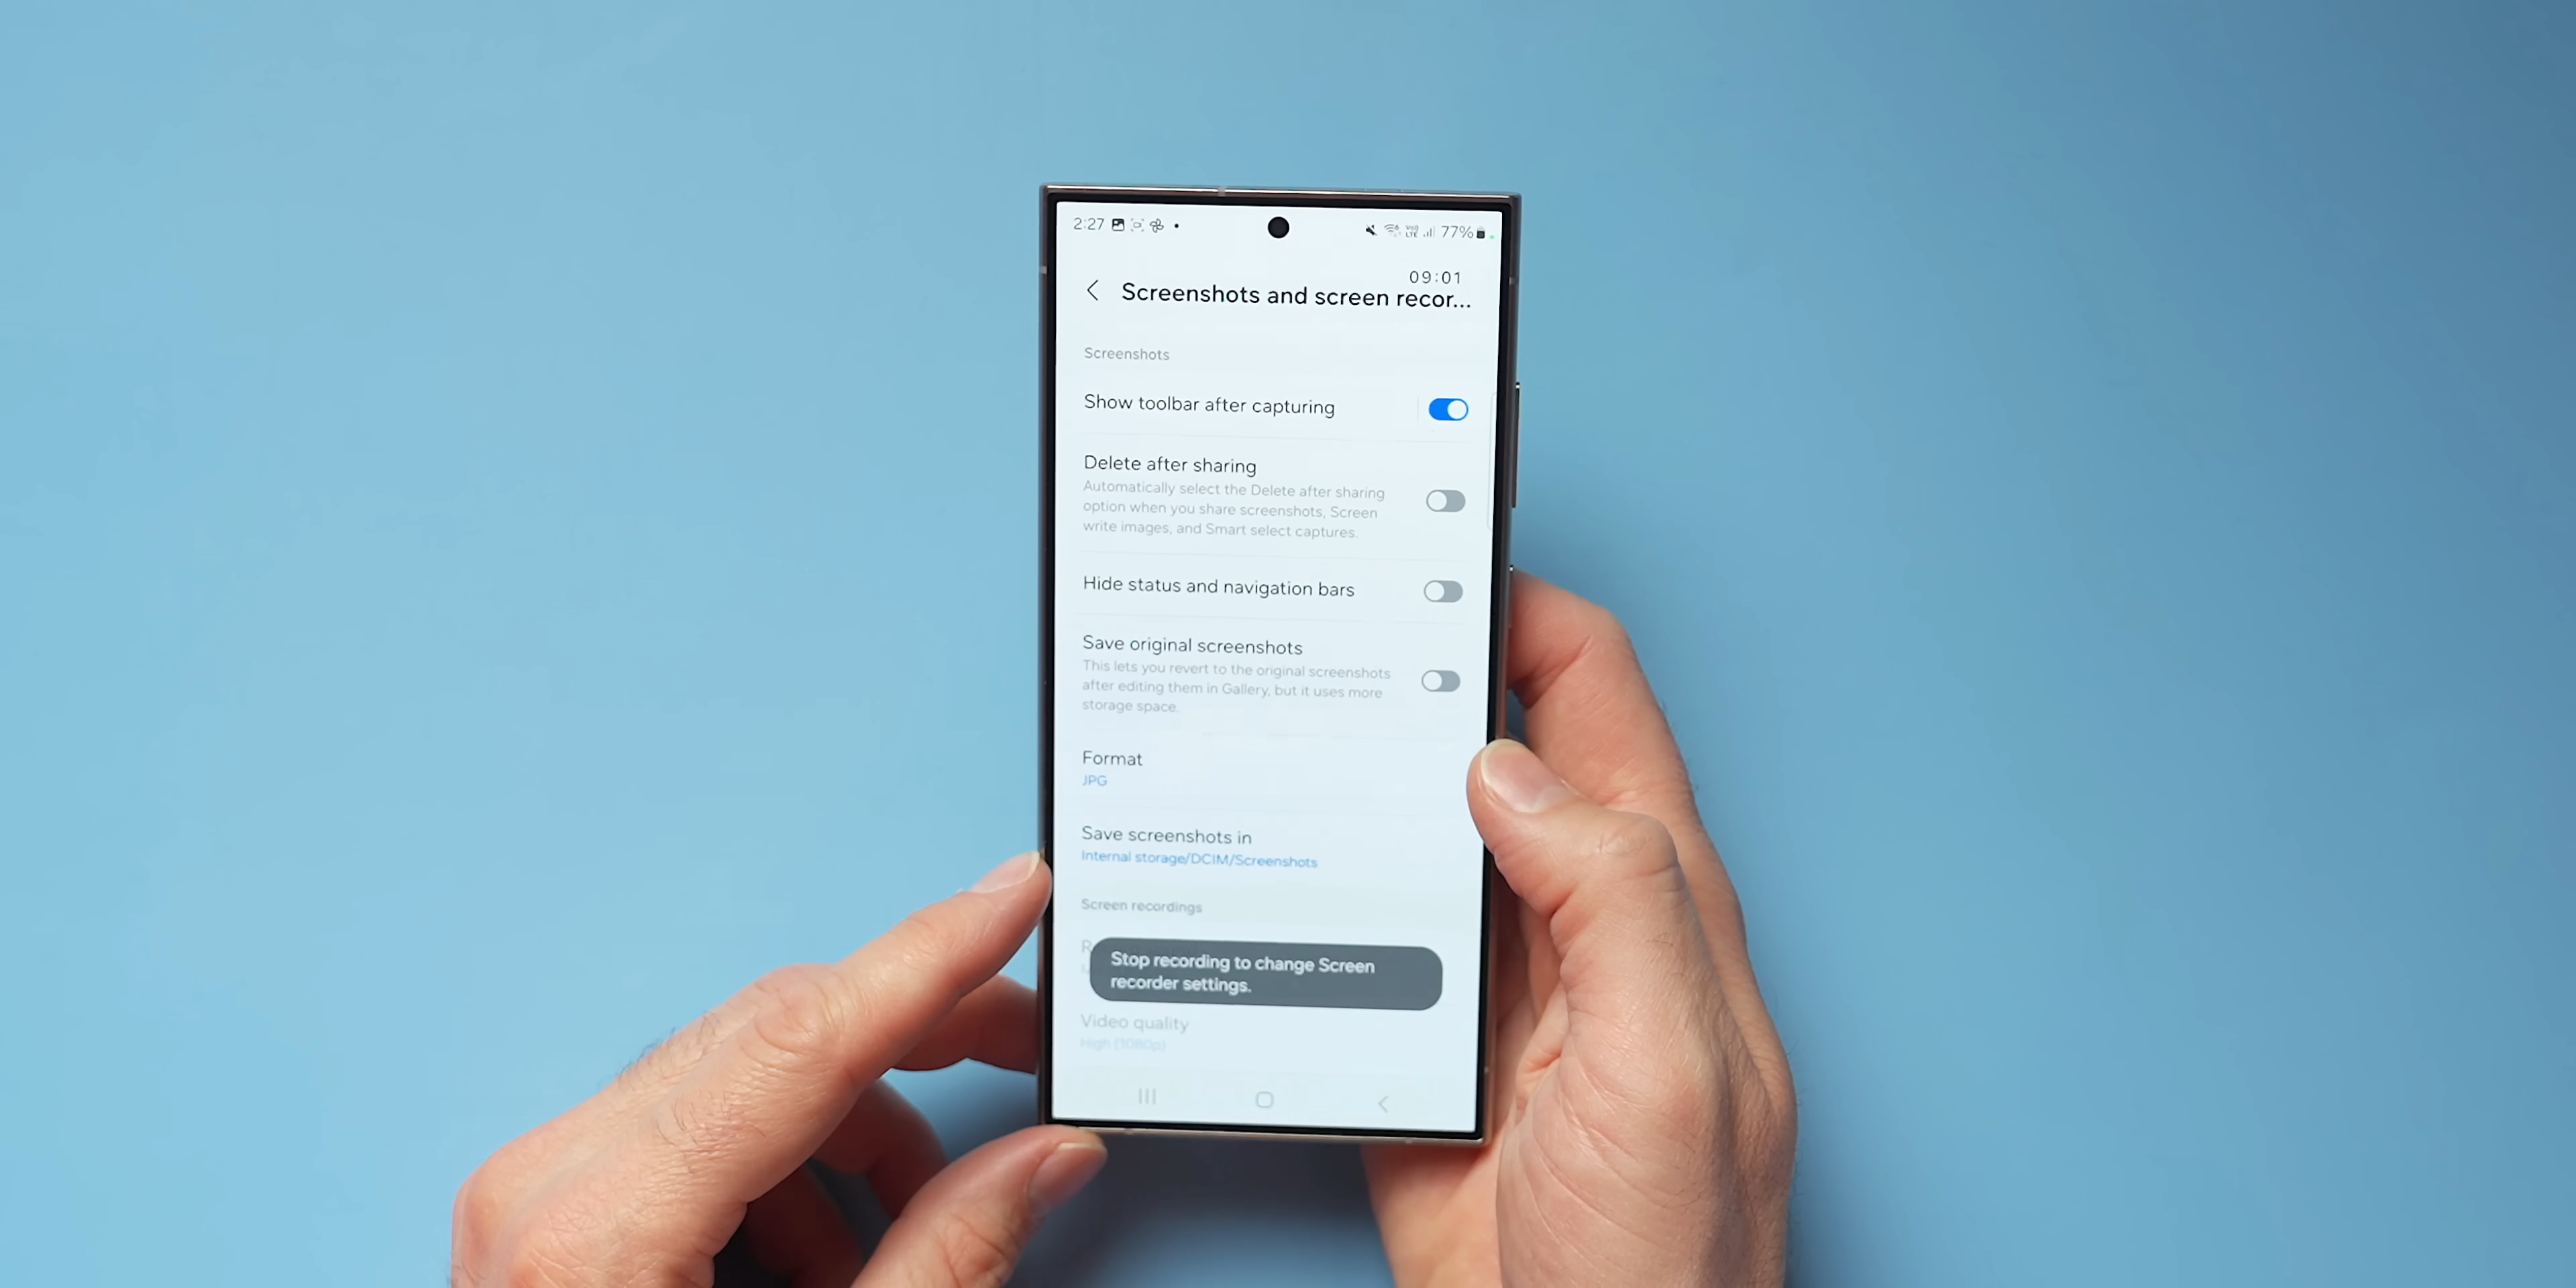 2:27
77%
09:01
Screenshots and screen recor...
Screenshots
Show toolbar after capturing
Delete after sharing
Automatically select the Delete after sharing
option when you share screenshots, Screen
write images, and Smart select captures.
Hide status and navigation bars
Save original screenshots
This lets you revert to the original screenshots
after editing them in Gallery, but it uses more
storage space.
Format
JPG
Save screenshots in
Internal storage/DCIM/Screenshots
Screen recordings
Stop recording to change Screen
recorder settings.
Video quality
High (1080p)